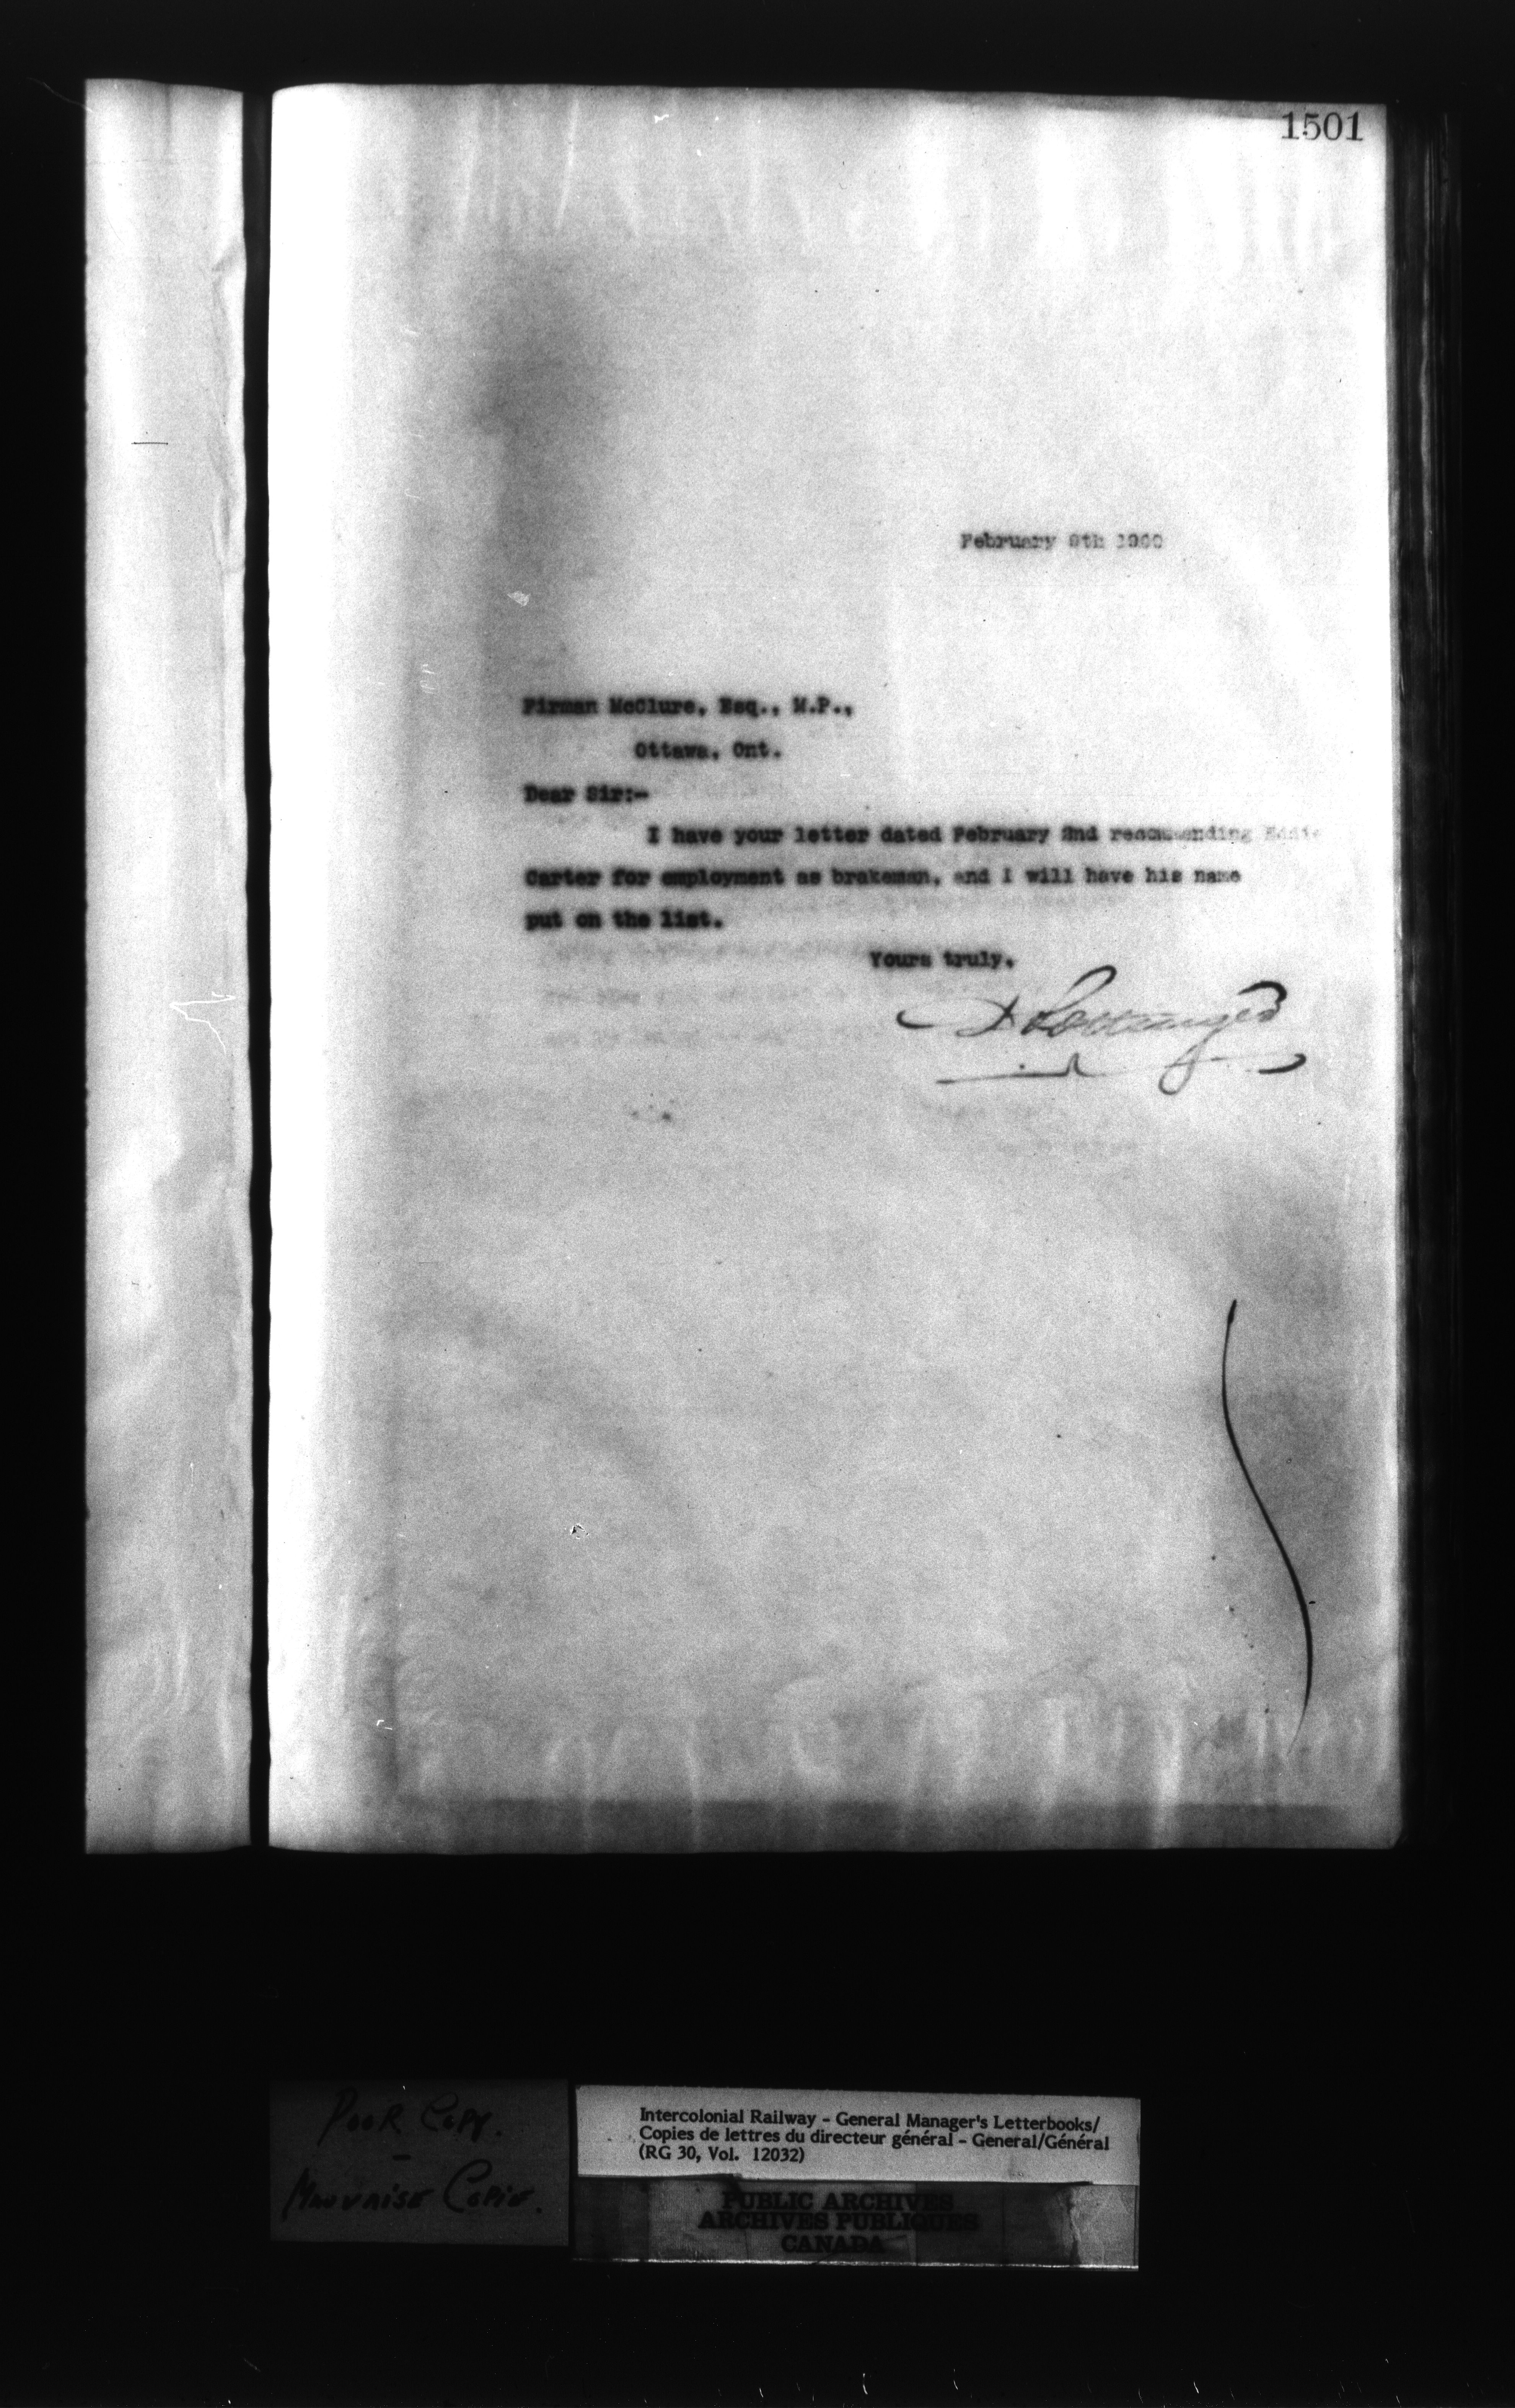 1501
February 9th 1900
Firman McClure, Esq., M.P.,
Ottawa, Ont.
Dear Sir:-
I have your letter dated February 2nd recommending Eddie
Carter for employment as brakeman, and I will have his name
put on the list.
Yours truly,
D Pottinger
POOR COPY.
-
MAUVAISE COPIE.
Intercolonial Railway - General Manager's Letterbooks/
Copies de lettres du directeur général - General/Général
(RG 30, Vol. 12032)
PUBLIC ARCHIVES
ARCHIVES PUBLIQUES
CANADA